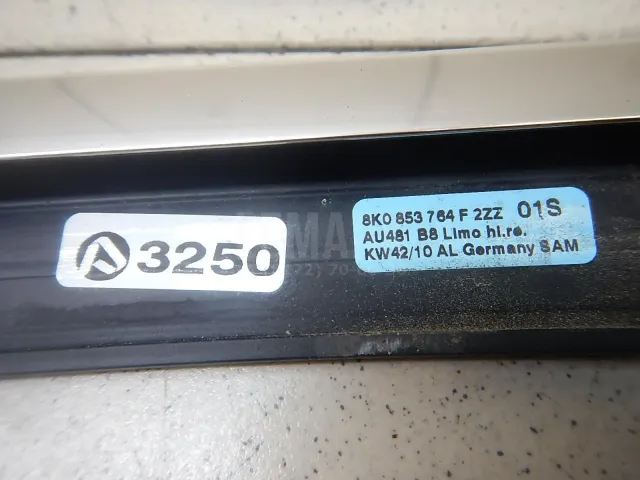 3250
8K0 853 764 F 2ZZ 01S
AU481 B8 Limo hi.re.
KW42/10 AL Germany SAM